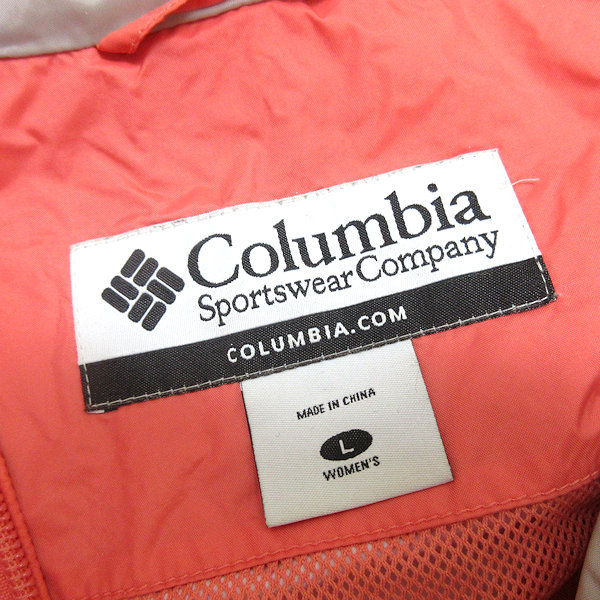 Columbia
Sportswear Company
COLUMBIA.COM
MADE IN CHINA
L
WOMEN'S